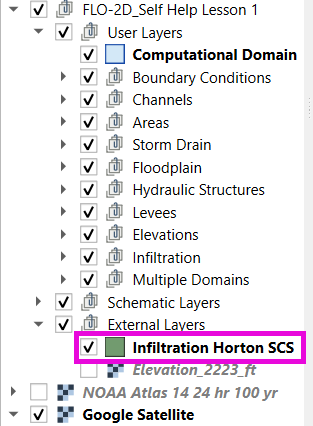 FLO-2D_Self Help Lesson 1
User Layers
Computational Domain
Boundary Conditions
Channels
Areas
Storm Drain
Floodplain
Hydraulic Structures
Levees
Elevations
Infiltration
Multiple Domains
Schematic Layers
External Layers
Infiltration Horton SCS
Elevation_2223_ft
NOAA Atlas 14 24 hr 100 yr
Google Satellite